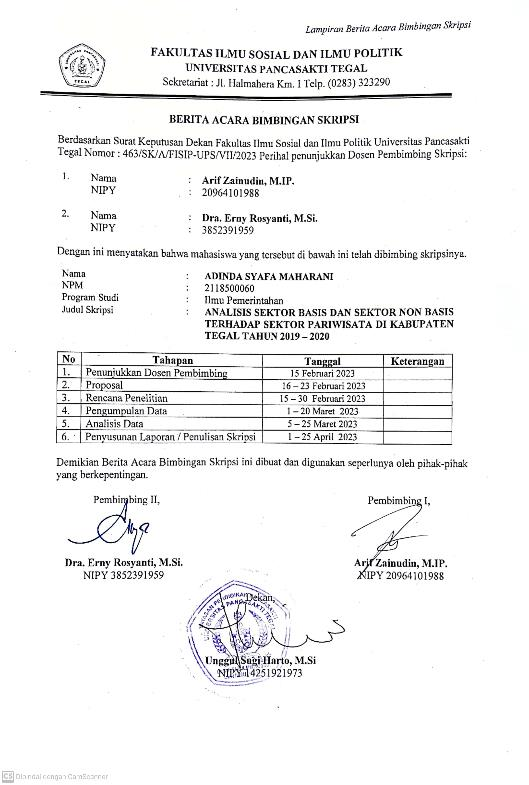 Lampiran Berita Acara Bimbingan Skripsi
FAKULTAS ILMU SOSIAL DAN ILMU POLITIK
UNIVERSITAS PANCASAKTI TEGAL
Sekretariat : Jl. Halmahera Km. 1 Telp. (0283) 323290
TEGAL
BERITA ACARA BIMBINGAN SKRIPSI
Berdasarkan Surat Keputusan Dekan Fakultas Ilmu Sosial dan Ilmu Politik Universitas Pancasakti
Tegal Nomor : 463/SK/A/FISIP-UPS/VII/2023 Perihal penunjukkan Dosen Pembimbing Skripsi:
1. Nama : Arif Zainudin, M.IP.
NIPY : 20964101988
2. Nama : Dra. Erny Rosyanti, M.Si.
NIPY : 3852391959
Dengan ini menyatakan bahwa mahasiswa yang tersebut di bawah ini telah dibimbing skripsinya.
Nama : ADINDA SYAFA MAHARANI
NPM : 2118500060
Program Studi : Ilmu Pemerintahan
Judul Skripsi : ANALISIS SEKTOR BASIS DAN SEKTOR NON BASIS
TERHADAP SEKTOR PARIWISATA DI KABUPATEN
TEGAL TAHUN 2019 – 2020
No Tahapan Tanggal Keterangan
1. Penunjukkan Dosen Pembimbing 15 Februari 2023
2. Proposal 16 – 23 Februari 2023
3. Rencana Penelitian 15 – 30 Februari 2023
4. Pengumpulan Data 1 – 20 Maret 2023
5. Analisis Data 5 – 25 Maret 2023
6. Penyusunan Laporan / Penulisan Skripsi 1 – 25 April 2023
Demikian Berita Acara Bimbingan Skripsi ini dibuat dan digunakan seperlunya oleh pihak-pihak
yang berkepentingan.
Pembimbing II, Pembimbing I,
Dra. Erny Rosyanti, M.Si. Arif Zainudin, M.IP.
NIPY 3852391959 NIPY 20964101988
Dekan,
UNIVERSITAS PANCASAKTI TEGAL
Unggul Sugi Harto, M.Si
NIPY 14251921973
CS Dipindai dengan CamScanner